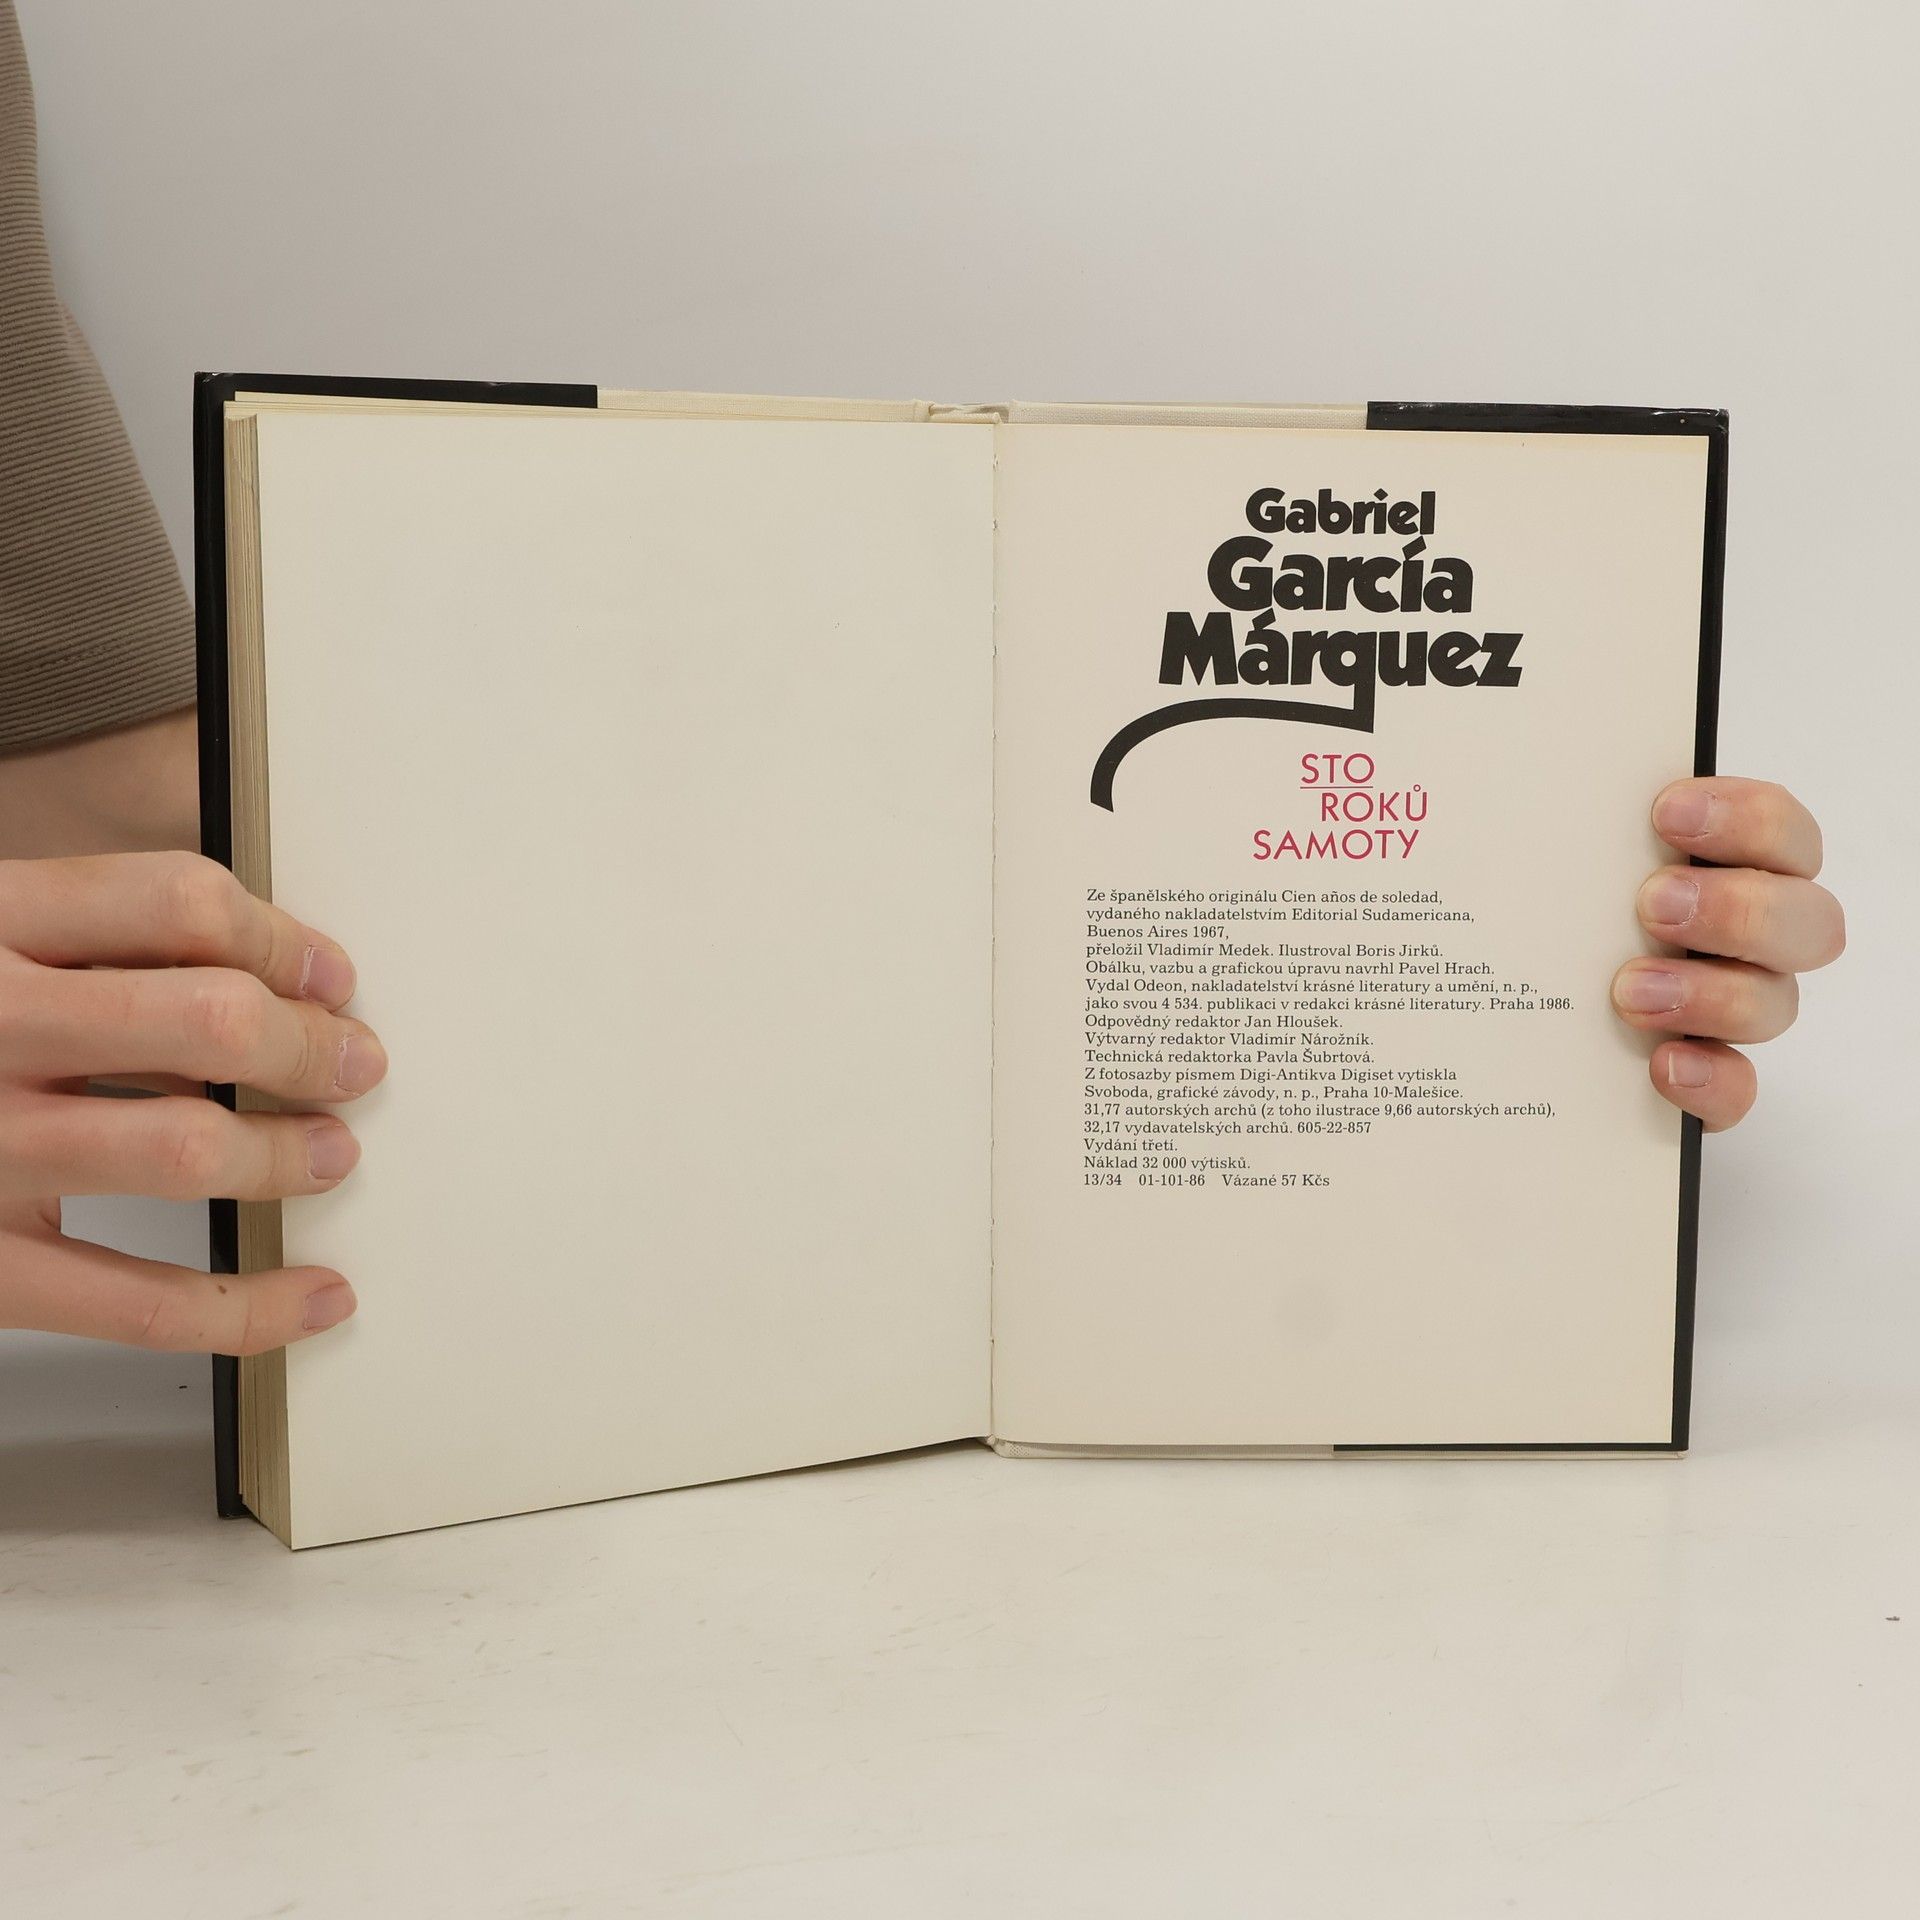 Gabriel
García
Márquez
STO
ROKŮ
SAMOTY
Ze španělského originálu Cien años de soledad,
vydaného nakladatelstvím Editorial Sudamericana,
Buenos Aires 1967,
přeložil Vladimír Medek. Ilustroval Boris Jirků.
Obálku, vazbu a grafickou úpravu navrhl Pavel Hrach.
Vydal Odeon, nakladatelství krásné literatury a umění, n. p.,
jako svou 4 534. publikaci v redakci krásné literatury. Praha 1986.
Odpovědný redaktor Jan Hloušek.
Výtvarný redaktor Vladimír Nárožník.
Technická redaktorka Pavla Šubrtová.
Z fotosazby písmem Digi-Antikva Digiset vytiskla
Svoboda, grafické závody, n. p., Praha 10-Malešice.
31,77 autorských archů (z toho ilustrace 9,66 autorských archů),
32,17 vydavatelských archů. 605-22-857
Vydání třetí.
Náklad 32 000 výtisků.
13/34 01-101-86 Vázané 57 Kčs